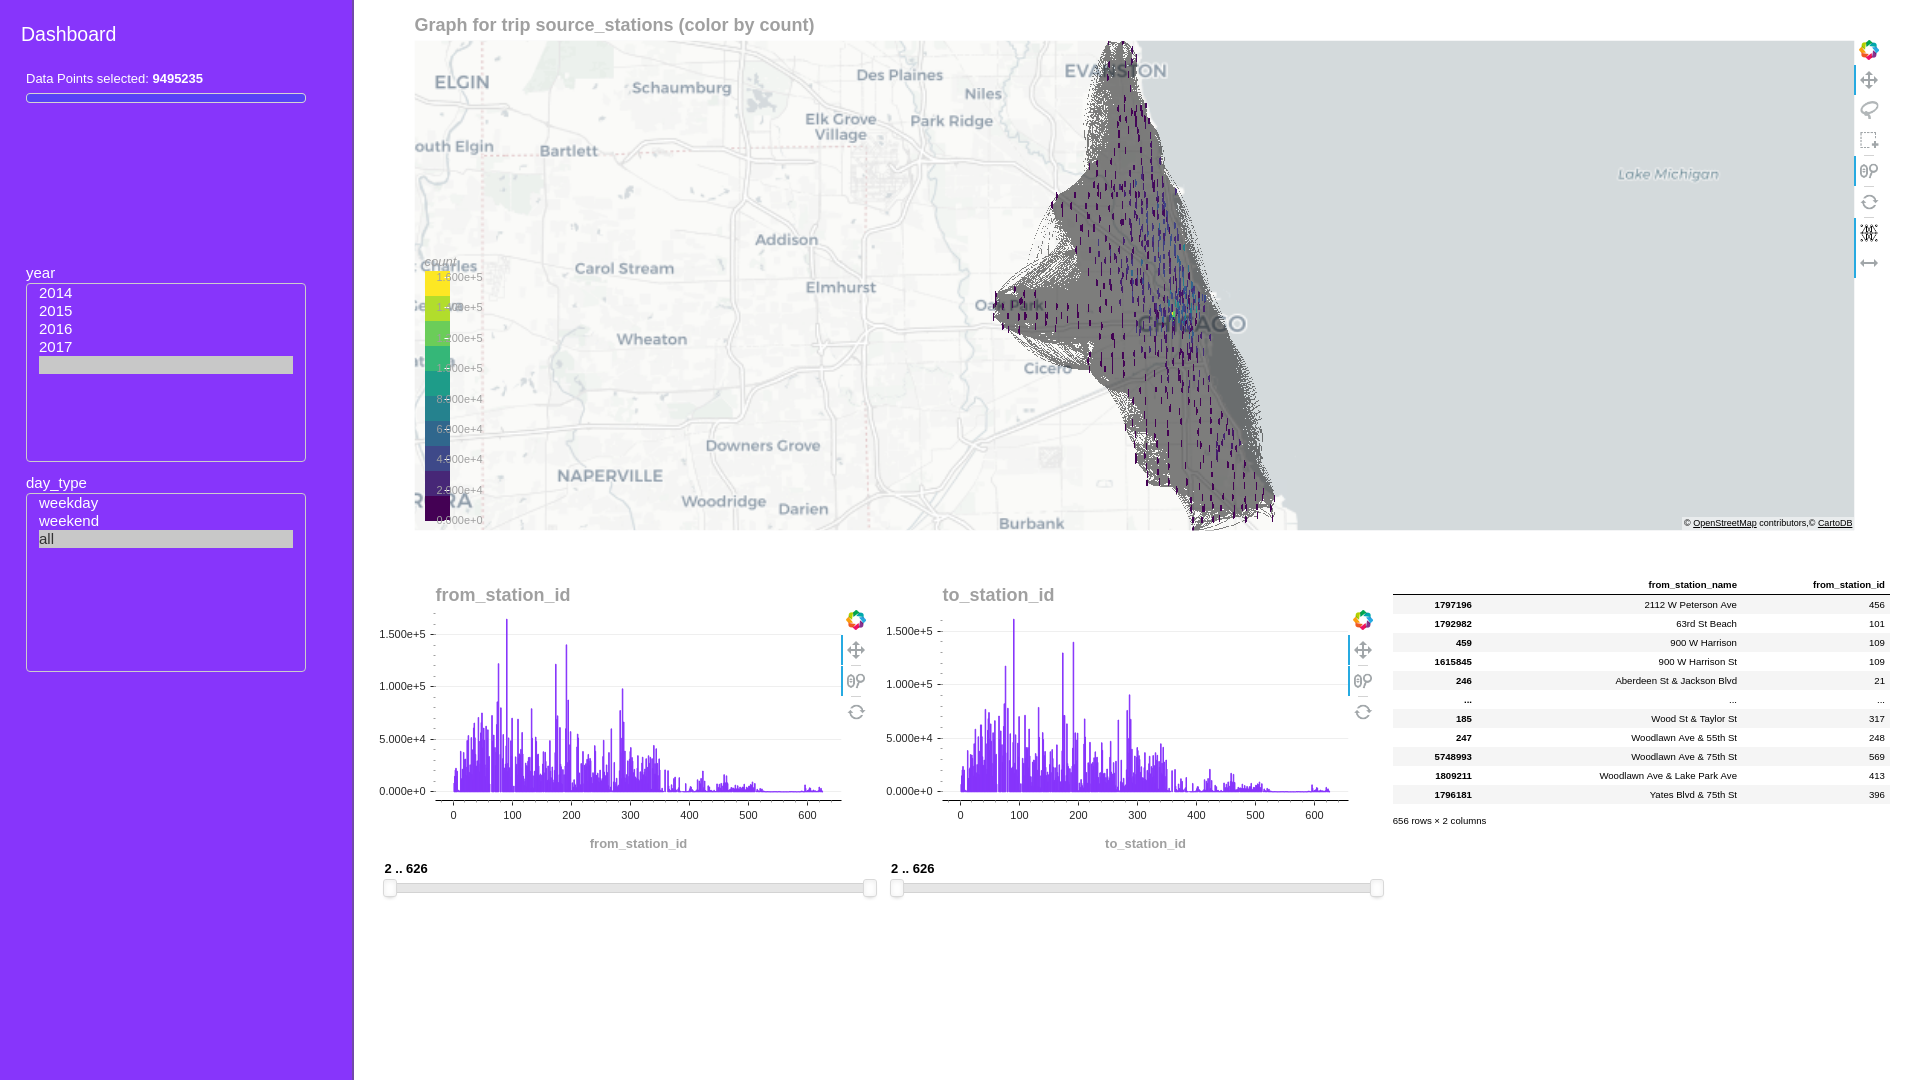 Dashboard
Data Points selected: 9495235
year
2014
2015
2016
2017
day_type
weekday
weekend
all
Graph for trip source_stations (color by count)
ELGIN
Schaumburg
Des Plaines
EVANSTON
Niles
Elk Grove
Village
Park Ridge
outh Elgin
Bartlett
Lake Michigan
Addison
Charles
Carol Stream
Elmhurst
Oak Park
CHICAGO
Wheaton
Cicero
Downers Grove
NAPERVILLE
Woodridge
Darien
Burbank
count
1.600e+5
1.400e+5
1.200e+5
1.000e+5
8.000e+4
6.000e+4
4.000e+4
2.000e+4
0.000e+0
© OpenStreetMap contributors,© CartoDB
from_station_id
1.500e+5
1.000e+5
5.000e+4
0.000e+0
0 100 200 300 400 500 600
from_station_id
2 .. 626
to_station_id
1.500e+5
1.000e+5
5.000e+4
0.000e+0
0 100 200 300 400 500 600
to_station_id
2 .. 626
from_station_name from_station_id
1797196 2112 W Peterson Ave 456
1792982 63rd St Beach 101
459 900 W Harrison 109
1615845 900 W Harrison St 109
246 Aberdeen St & Jackson Blvd 21
... ... ...
185 Wood St & Taylor St 317
247 Woodlawn Ave & 55th St 248
5748993 Woodlawn Ave & 75th St 569
1809211 Woodlawn Ave & Lake Park Ave 413
1796181 Yates Blvd & 75th St 396
656 rows × 2 columns